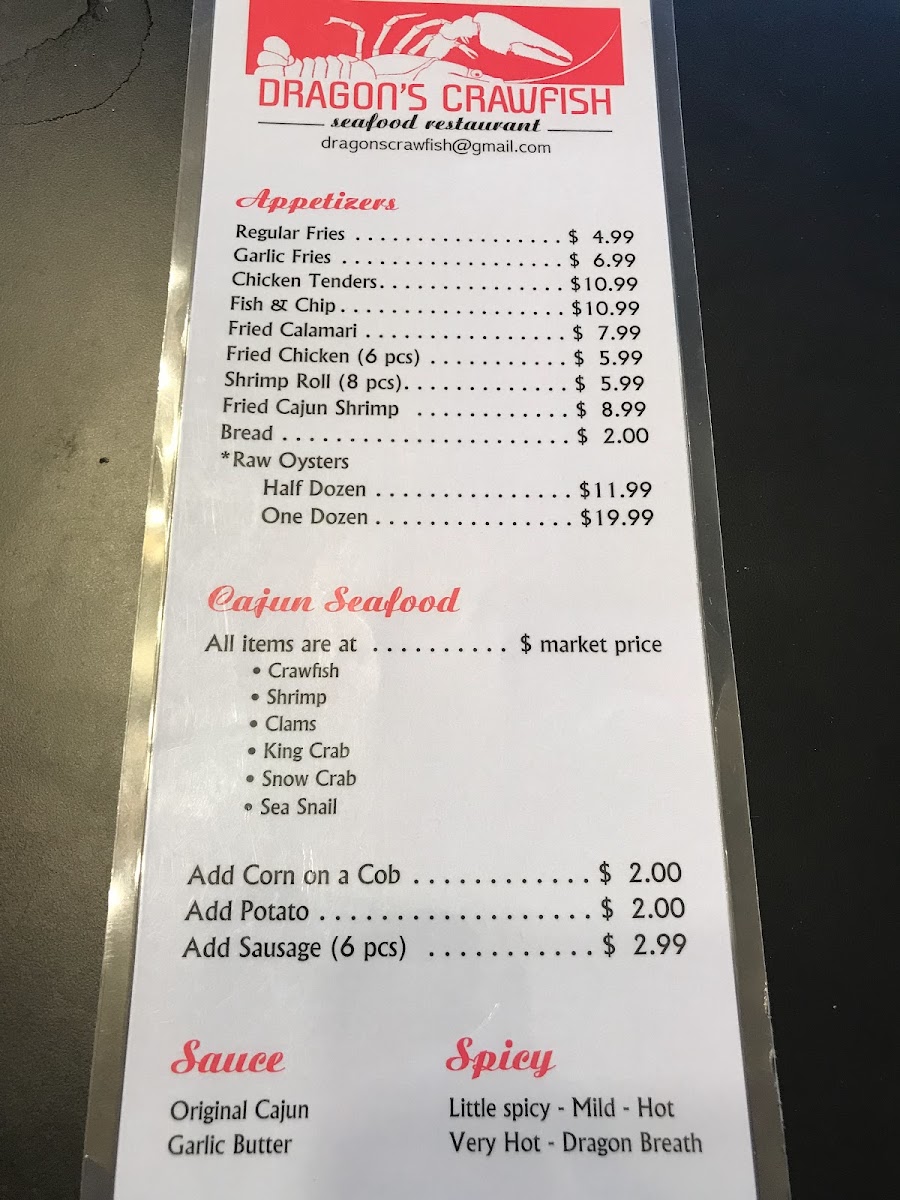 DRAGON'S CRAWFISH
seafood restaurant
dragonscrawfish@gmail.com
Appetizers
Regular Fries .................. $ 4.99
Garlic Fries ................... $ 6.99
Chicken Tenders................ $10.99
Fish & Chip................... $10.99
Fried Calamari ................. $ 7.99
Fried Chicken (6 pcs) ............ $ 5.99
Shrimp Roll (8 pcs).............. $ 5.99
Fried Cajun Shrimp ............. $ 8.99
Bread ........................ $ 2.00
*Raw Oysters
Half Dozen ................ $11.99
One Dozen ................ $19.99
Cajun Seafood
All items are at .......... $ market price
• Crawfish
• Shrimp
• Clams
• King Crab
• Snow Crab
• Sea Snail
Add Corn on a Cob ............ $ 2.00
Add Potato ................... $ 2.00
Add Sausage (6 pcs) ........... $ 2.99
Sauce Spicy
Original Cajun Little spicy - Mild - Hot
Garlic Butter Very Hot - Dragon Breath